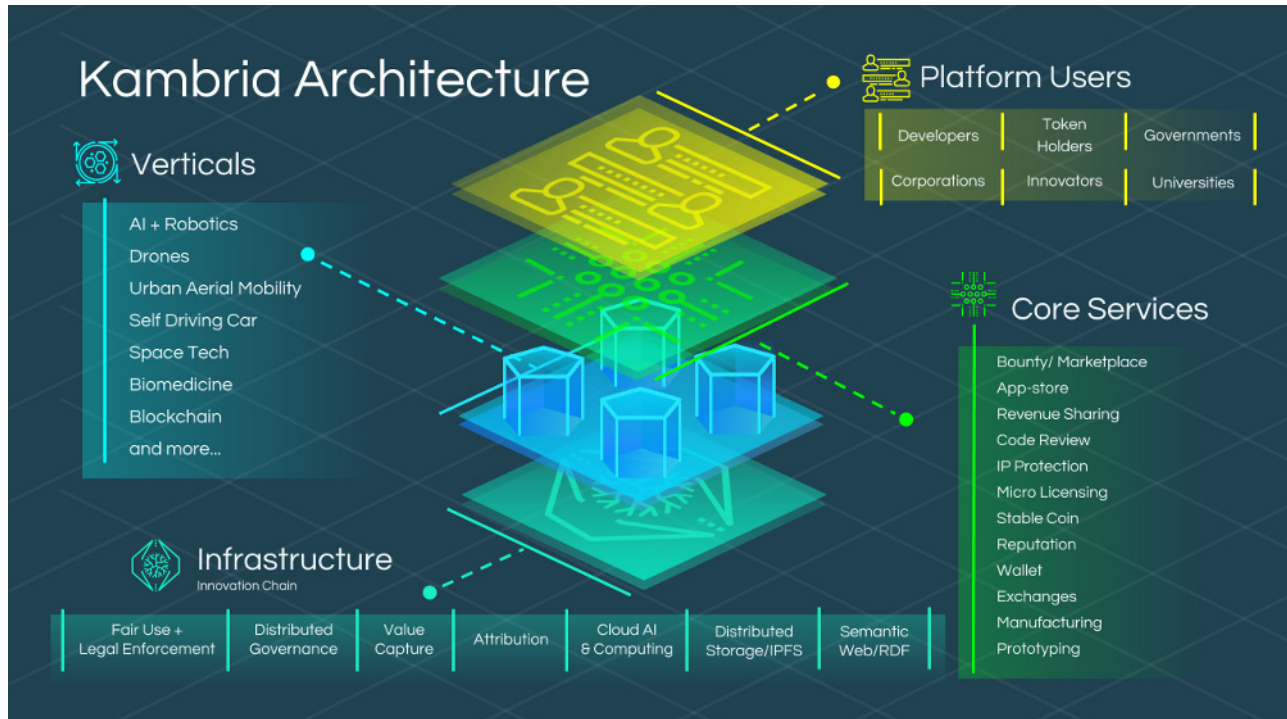 Kambria Architecture
Platform Users
Developers
Token
Holders
Governments
Corporations
Innovators
Universities
Verticals
AI + Robotics
Drones
Urban Aerial Mobility
Self Driving Car
Space Tech
Biomedicine
Blockchain
and more...
Core Services
Bounty/ Marketplace
App-store
Revenue Sharing
Code Review
IP Protection
Micro Licensing
Stable Coin
Reputation
Wallet
Exchanges
Manufacturing
Prototyping
Infrastructure
Innovation Chain
Fair Use +
Legal Enforcement
Distributed
Governance
Value
Capture
Attribution
Cloud AI
& Computing
Distributed
Storage/IPFS
Semantic
Web/RDF